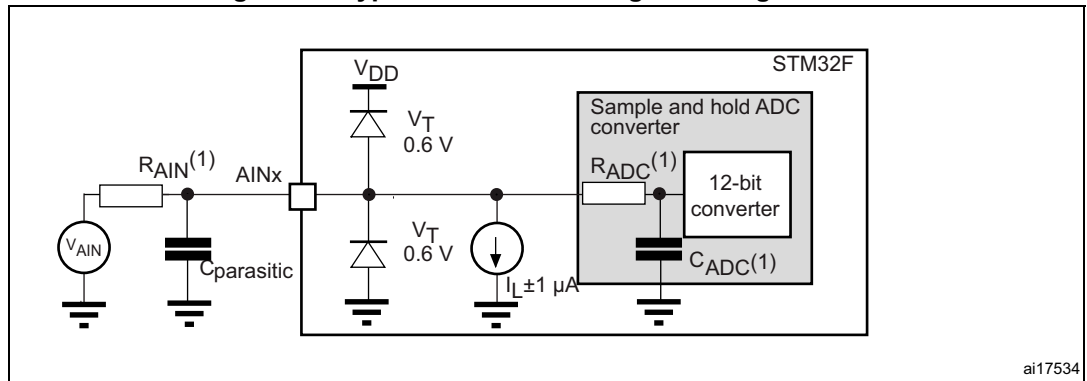 STM32F
VDD
Sample and hold ADC
converter
VT
0.6 V
RAIN(1)
AINx
RADC(1)
12-bit
converter
VAIN
Cparasitic
VT
0.6 V
IL±1 µA
CADC(1)
ai17534